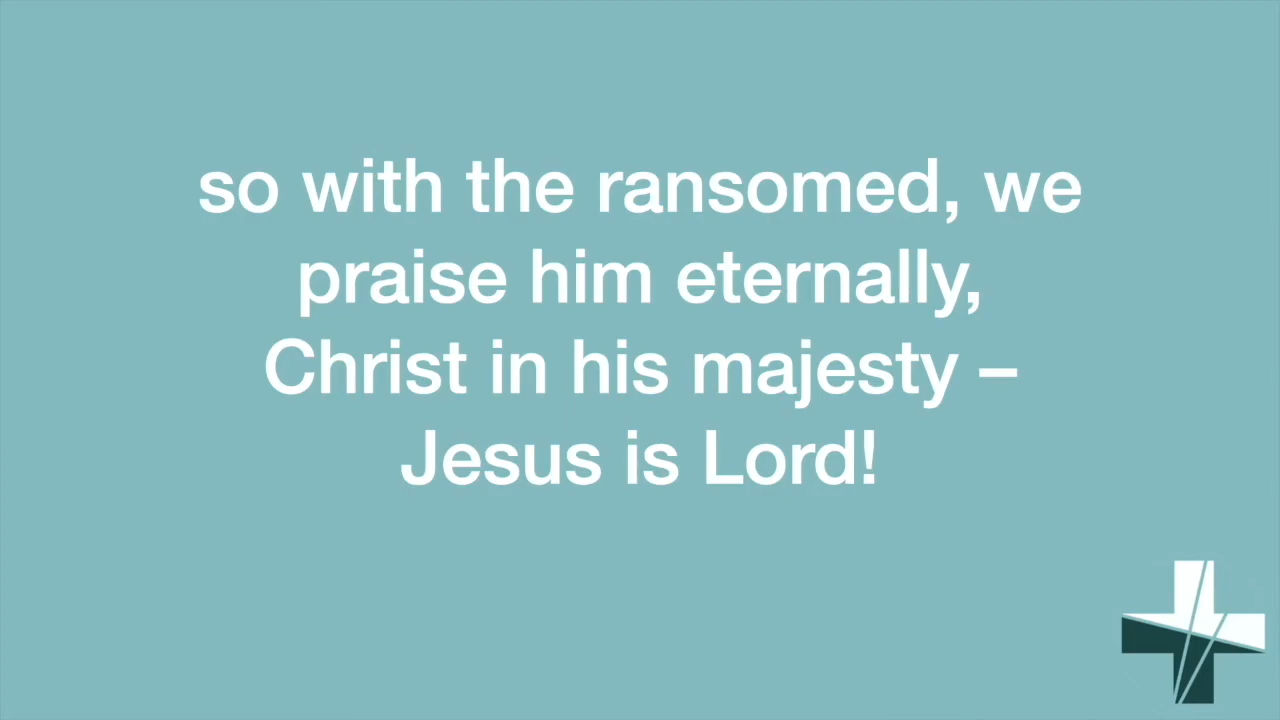 so with the ransomed, we
praise him eternally,
Christ in his majesty –
Jesus is Lord!